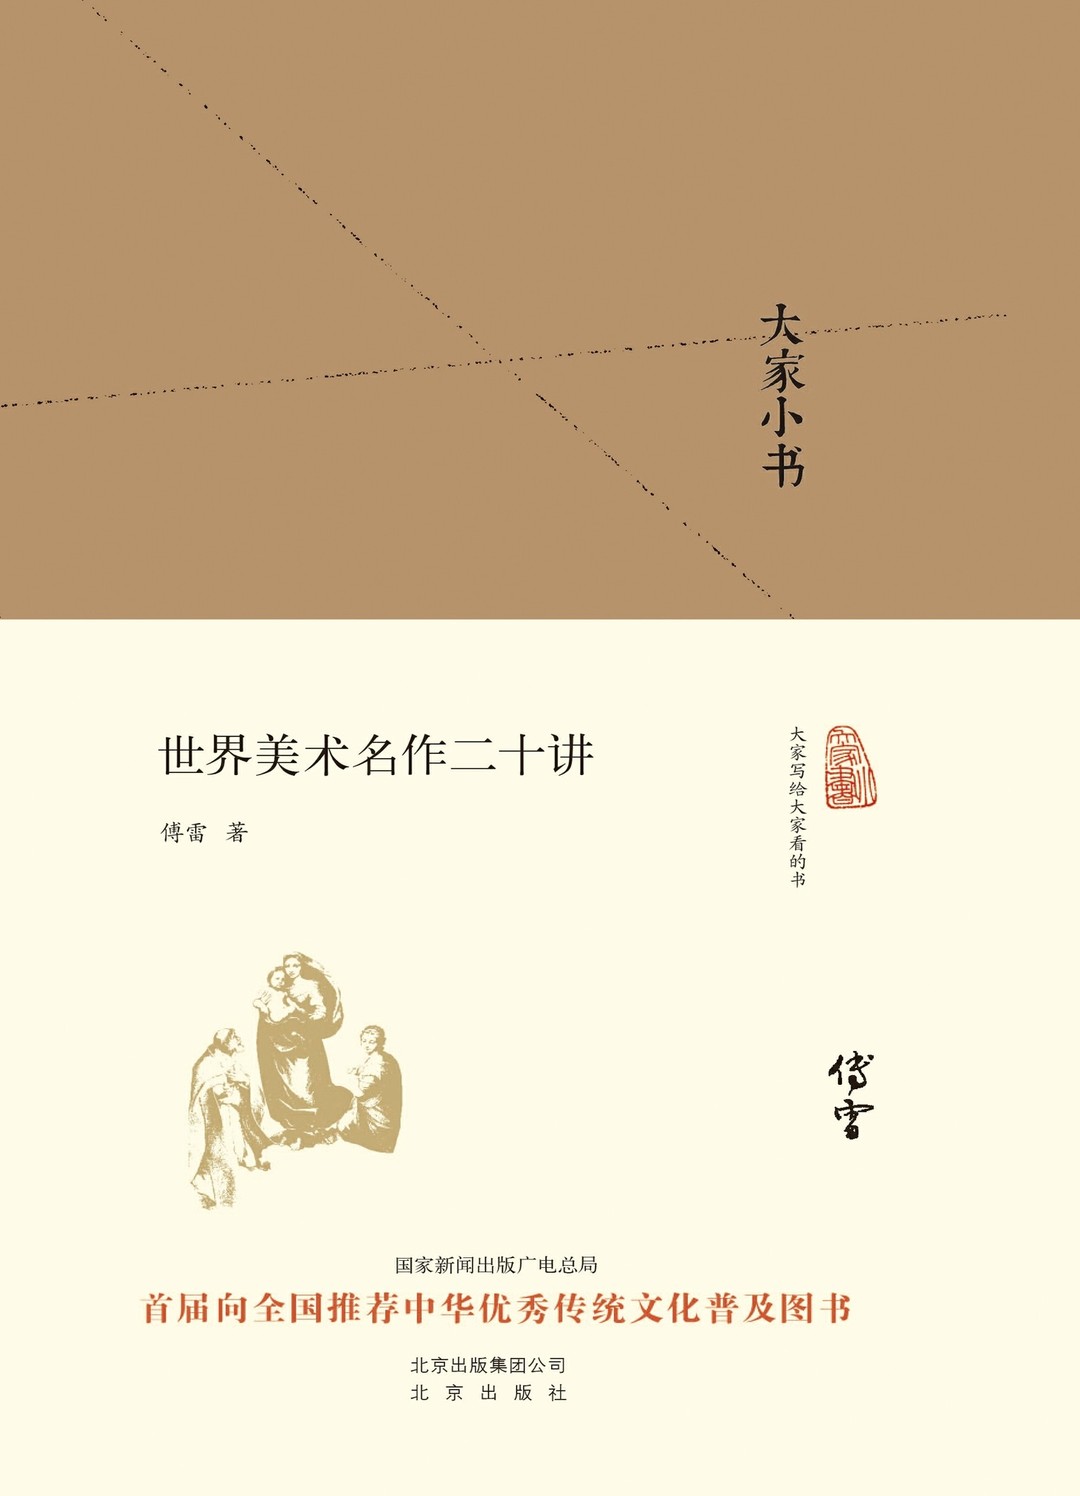 大家小书
世界美术名作二十讲
傅雷 著
大家写给大家看的书
傅雷
国家新闻出版广电总局
首届向全国推荐中华优秀传统文化普及图书
北京出版集团公司
北京出版社